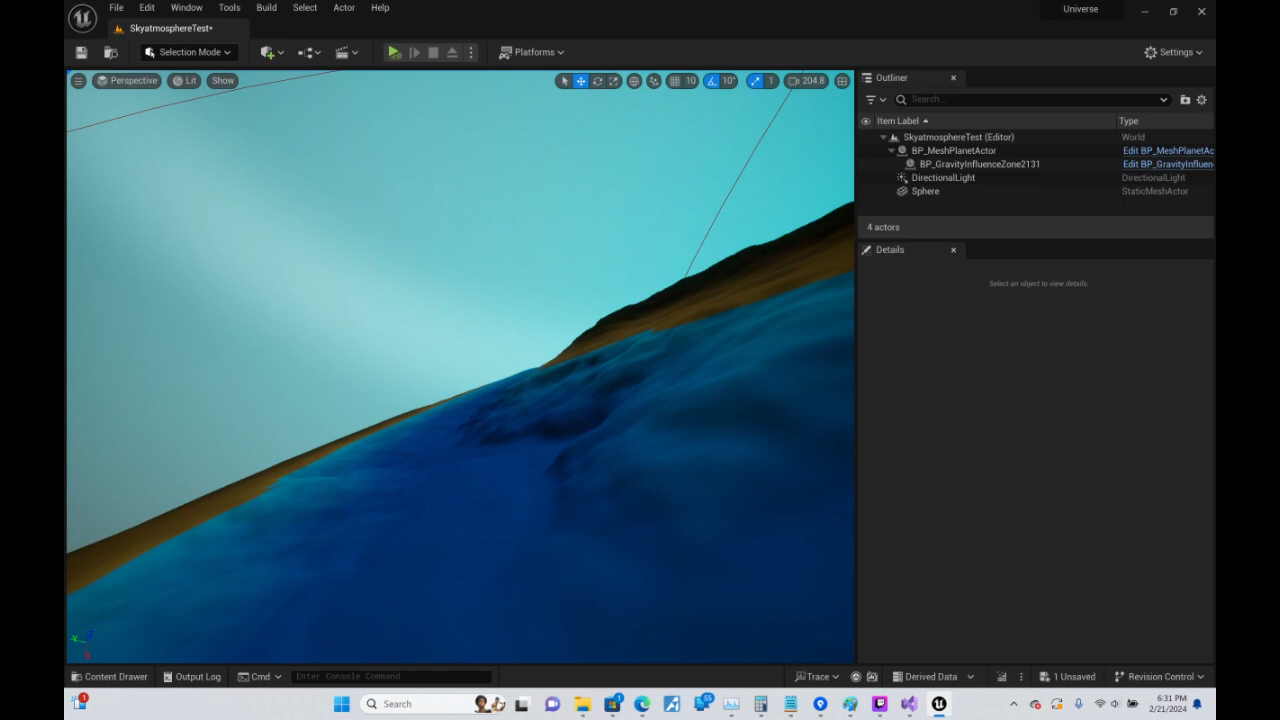 File Edit Window Tools Build Select Actor Help
Universe
SkyatmosphereTest*
Selection Mode
Platforms
Settings
Perspective Lit Show
10 10° 1 204.8
Outliner
Search...
Item Label Type
SkyatmosphereTest (Editor) World
BP_MeshPlanetActor Edit BP_MeshPlanetAc
BP_GravityInfluenceZone2131 Edit BP_GravityInfluen
DirectionalLight DirectionalLight
Sphere StaticMeshActor
4 actors
Details
Select an object to view details.
Content Drawer Output Log Cmd Enter Console Command Trace Derived Data 1 Unsaved Revision Control
1 Search 1 55 6:31 PM
2/21/2024